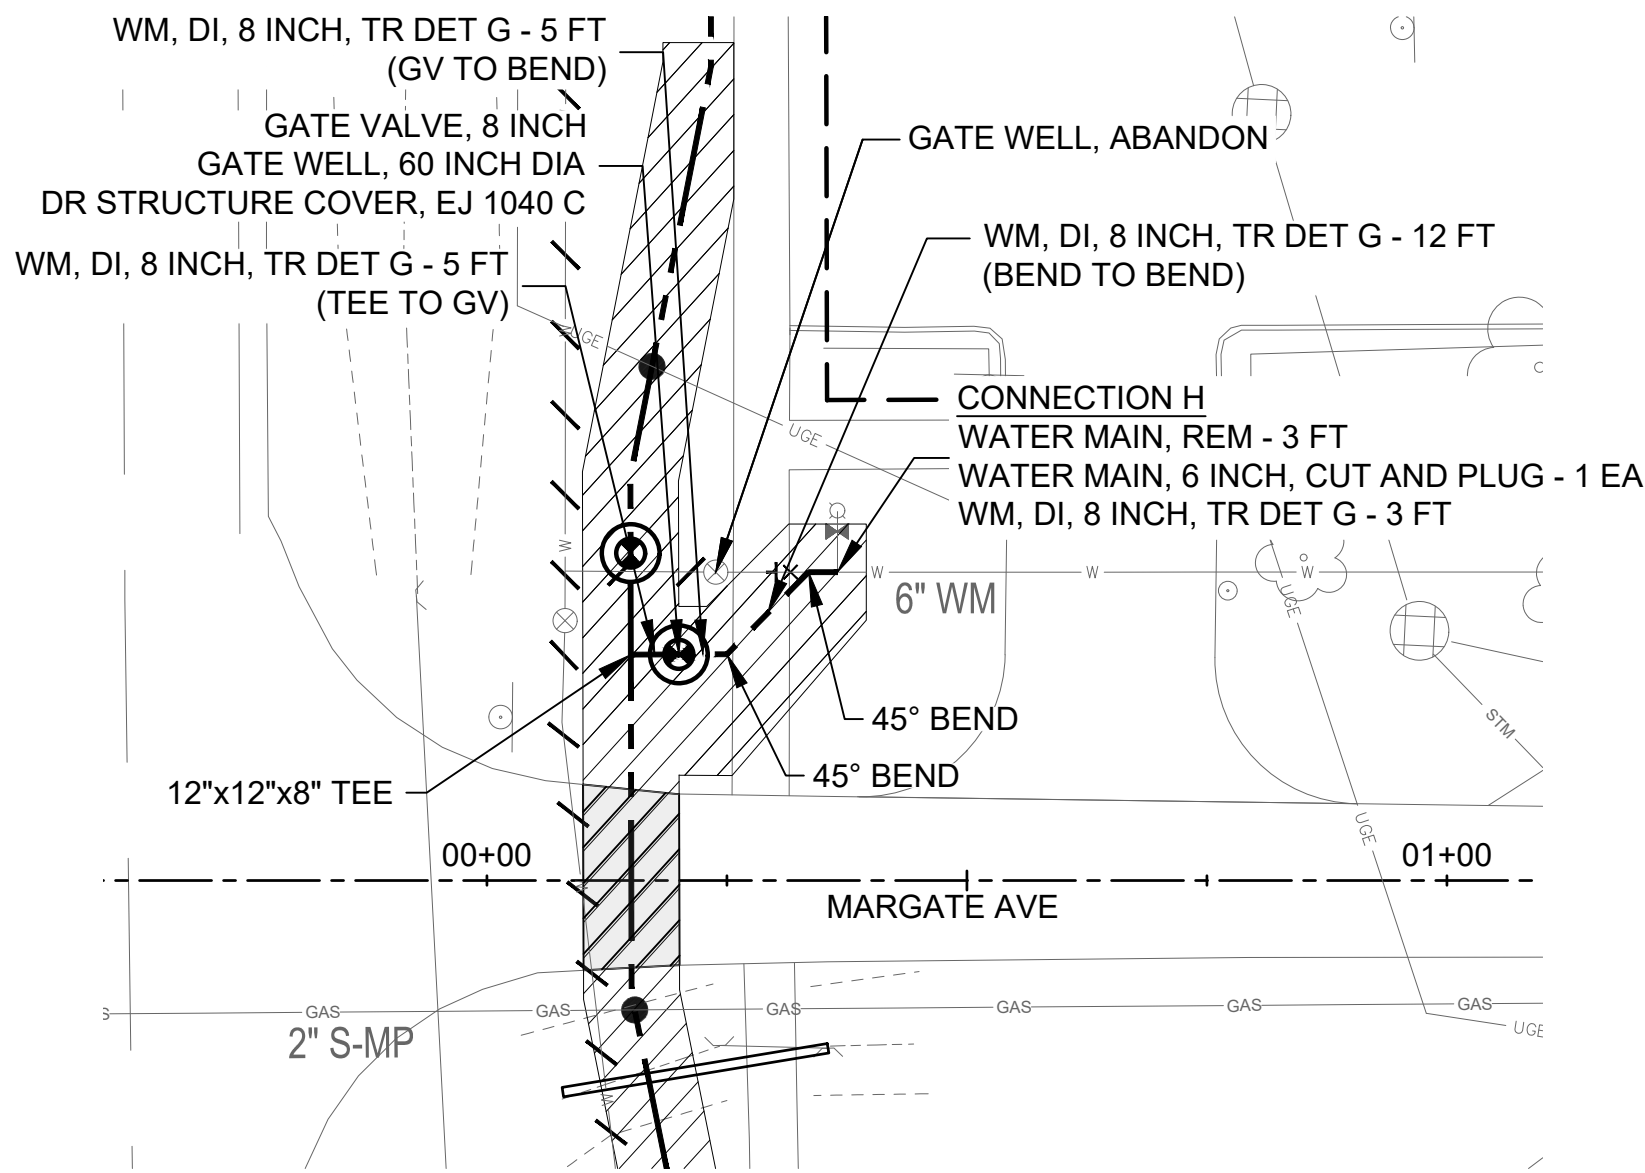 WM, DI, 8 INCH, TR DET G - 5 FT
(GV TO BEND)
GATE VALVE, 8 INCH
GATE WELL, 60 INCH DIA
DR STRUCTURE COVER, EJ 1040 C
WM, DI, 8 INCH, TR DET G - 5 FT
(TEE TO GV)
GATE WELL, ABANDON
WM, DI, 8 INCH, TR DET G - 12 FT
(BEND TO BEND)
CONNECTION H
WATER MAIN, REM - 3 FT
WATER MAIN, 6 INCH, CUT AND PLUG - 1 EA
WM, DI, 8 INCH, TR DET G - 3 FT
W
UGE
UGE
W
W
W
W
6" WM
UGE
45° BEND
STM
45° BEND
12"x12"x8" TEE
UGE
00+00
01+00
W
MARGATE AVE
S
GAS
GAS
GAS
GAS
GAS
GAS
UGE
2" S-MP
W